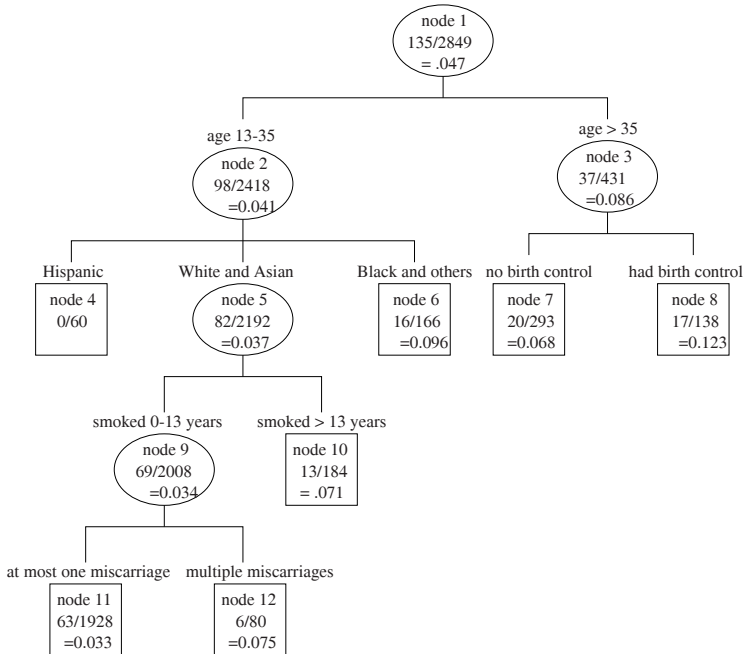 node 1
135/2849
= .047
age 13-35
age > 35
node 2
98/2418
=0.041
node 3
37/431
=0.086
Hispanic
White and Asian
Black and others
no birth control
had birth control
node 4
0/60
node 5
82/2192
=0.037
node 6
16/166
=0.096
node 7
20/293
=0.068
node 8
17/138
=0.123
smoked 0-13 years
smoked > 13 years
node 9
69/2008
=0.034
node 10
13/184
= .071
at most one miscarriage
multiple miscarriages
node 11
63/1928
=0.033
node 12
6/80
=0.075